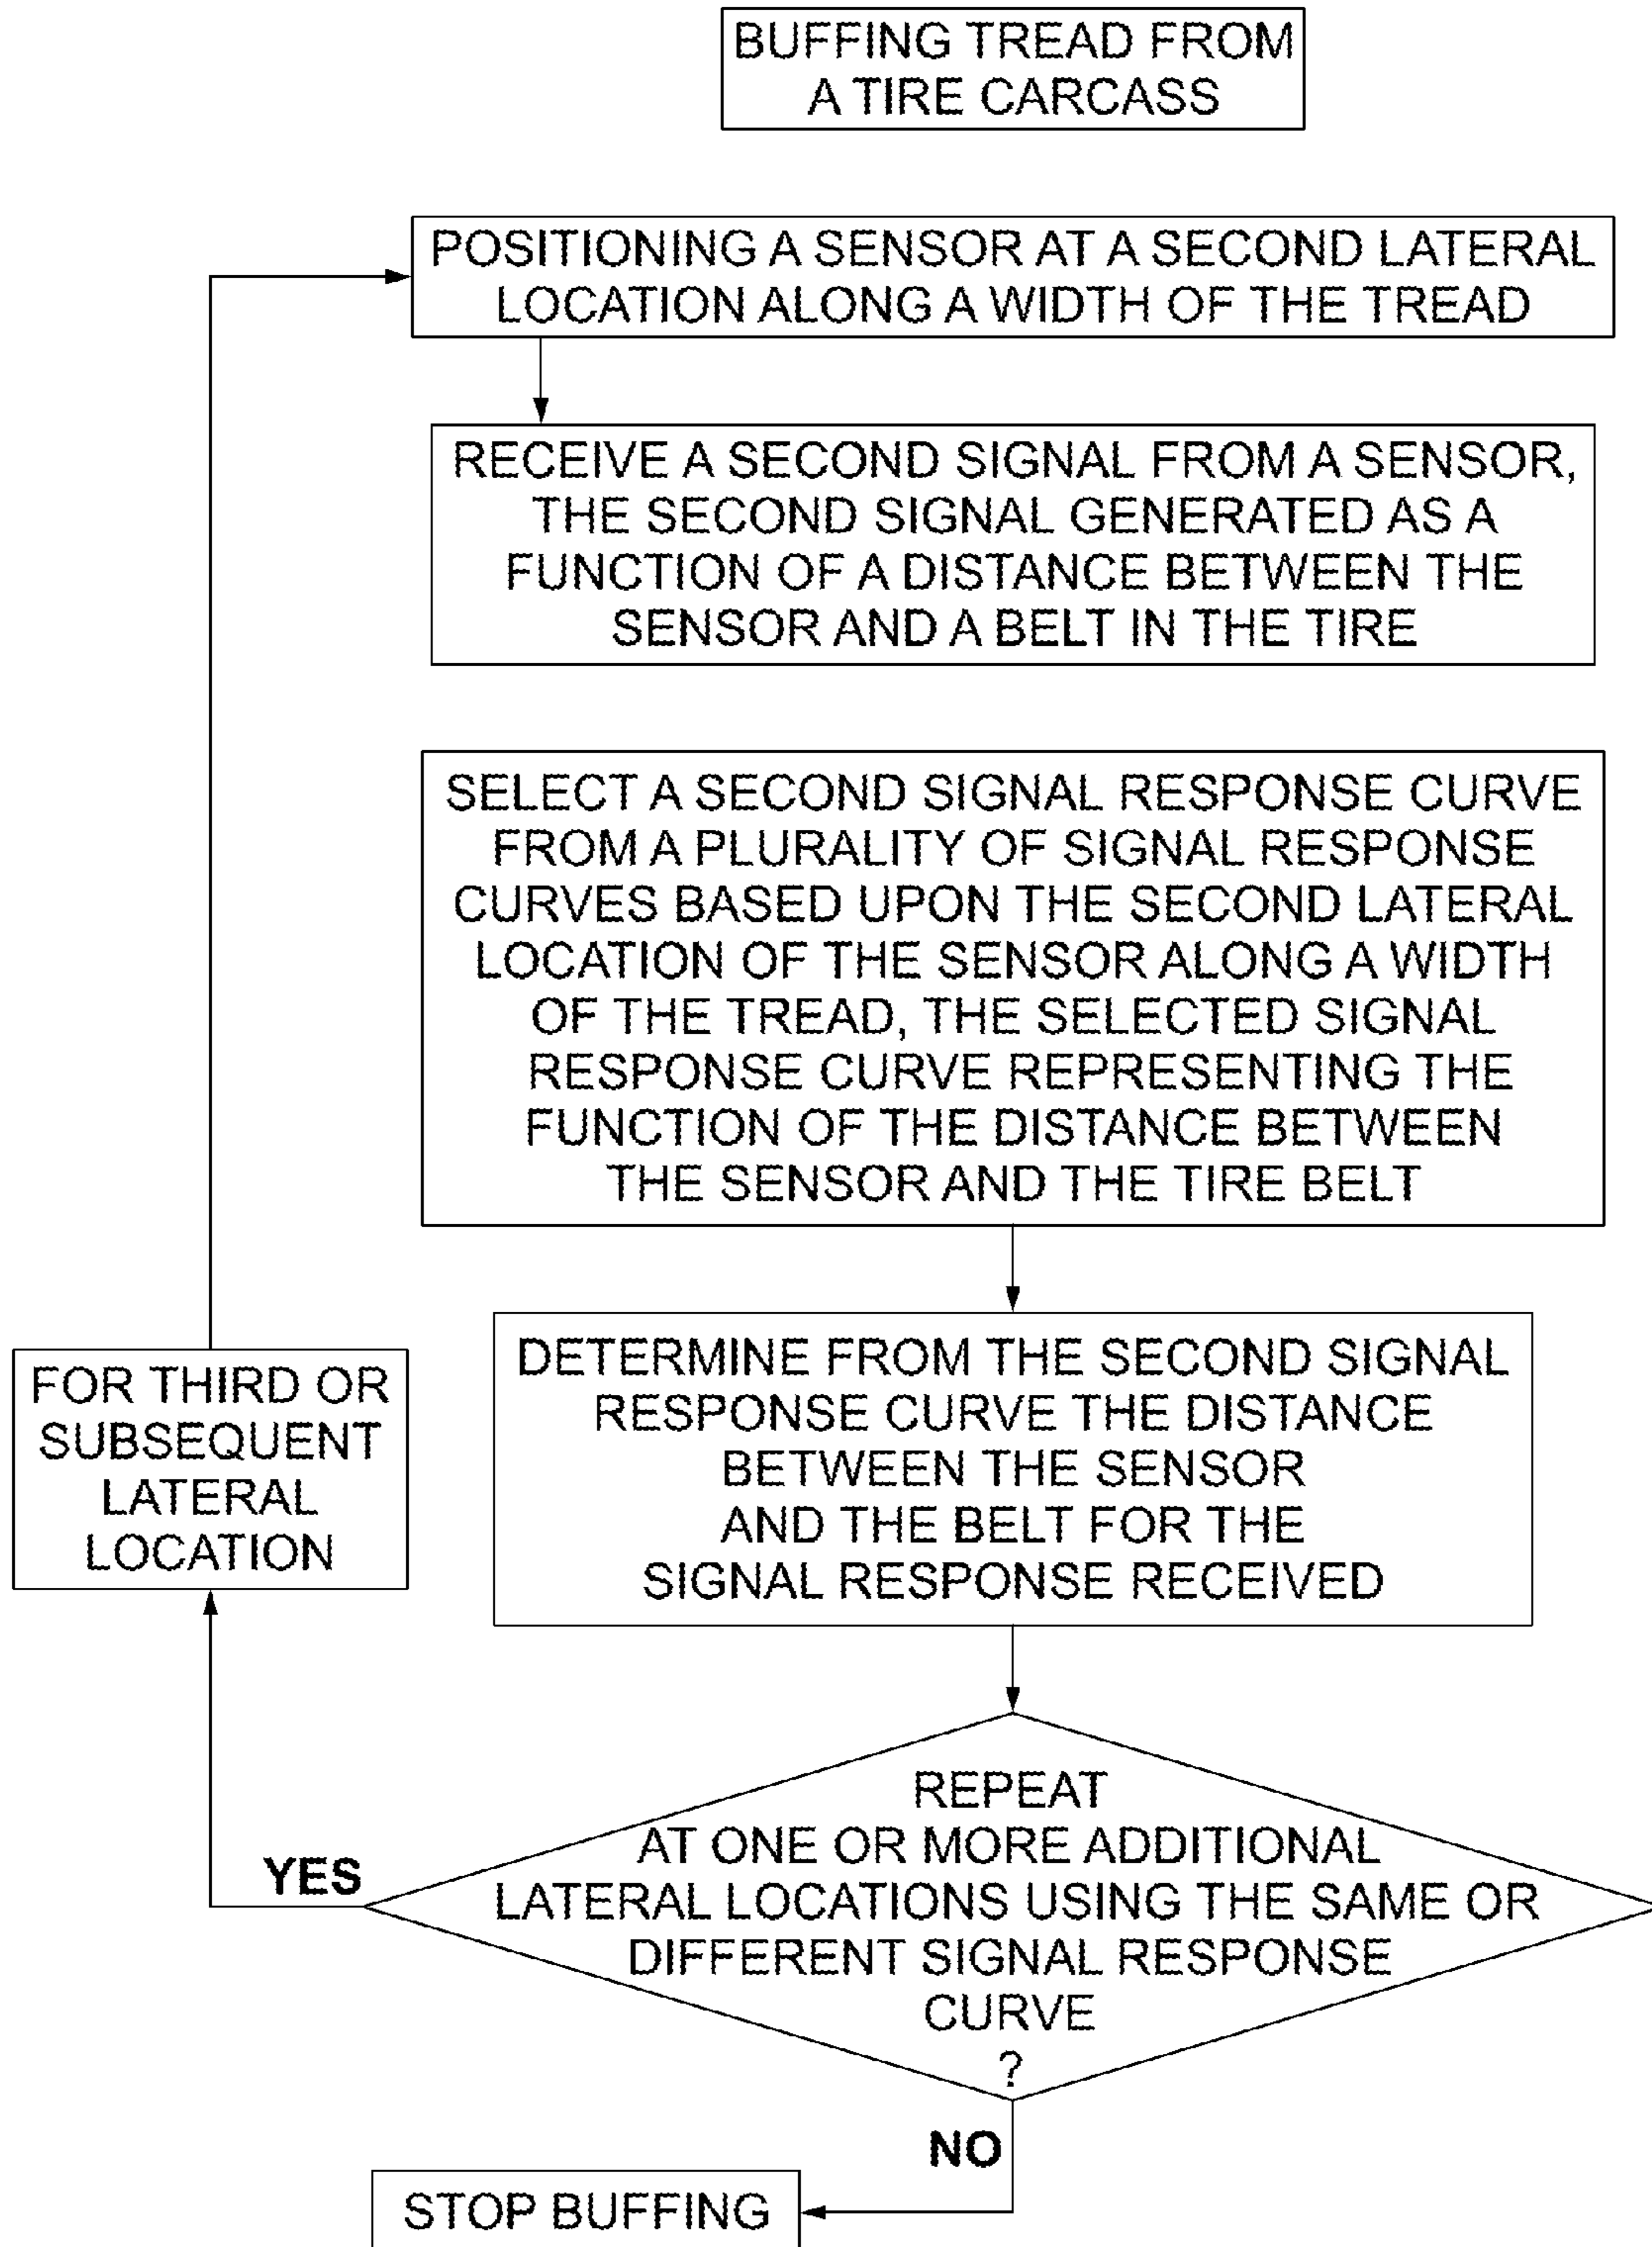 BUFFING TREAD FROM
A TIRE CARCASS
POSITIONING A SENSOR AT A SECOND LATERAL
LOCATION ALONG A WIDTH OF THE TREAD
RECEIVE A SECOND SIGNAL FROM A SENSOR,
THE SECOND SIGNAL GENERATED AS A
FUNCTION OF A DISTANCE BETWEEN THE
SENSOR AND A BELT IN THE TIRE
SELECT A SECOND SIGNAL RESPONSE CURVE
FROM A PLURALITY OF SIGNAL RESPONSE
CURVES BASED UPON THE SECOND LATERAL
LOCATION OF THE SENSOR ALONG A WIDTH
OF THE TREAD, THE SELECTED SIGNAL
RESPONSE CURVE REPRESENTING THE
FUNCTION OF THE DISTANCE BETWEEN
THE SENSOR AND THE TIRE BELT
DETERMINE FROM THE SECOND SIGNAL
RESPONSE CURVE THE DISTANCE
BETWEEN THE SENSOR
AND THE BELT FOR THE
SIGNAL RESPONSE RECEIVED
FOR THIRD OR
SUBSEQUENT
LATERAL
LOCATION
REPEAT
AT ONE OR MORE ADDITIONAL
LATERAL LOCATIONS USING THE SAME OR
DIFFERENT SIGNAL RESPONSE
CURVE
?
YES
NO
STOP BUFFING